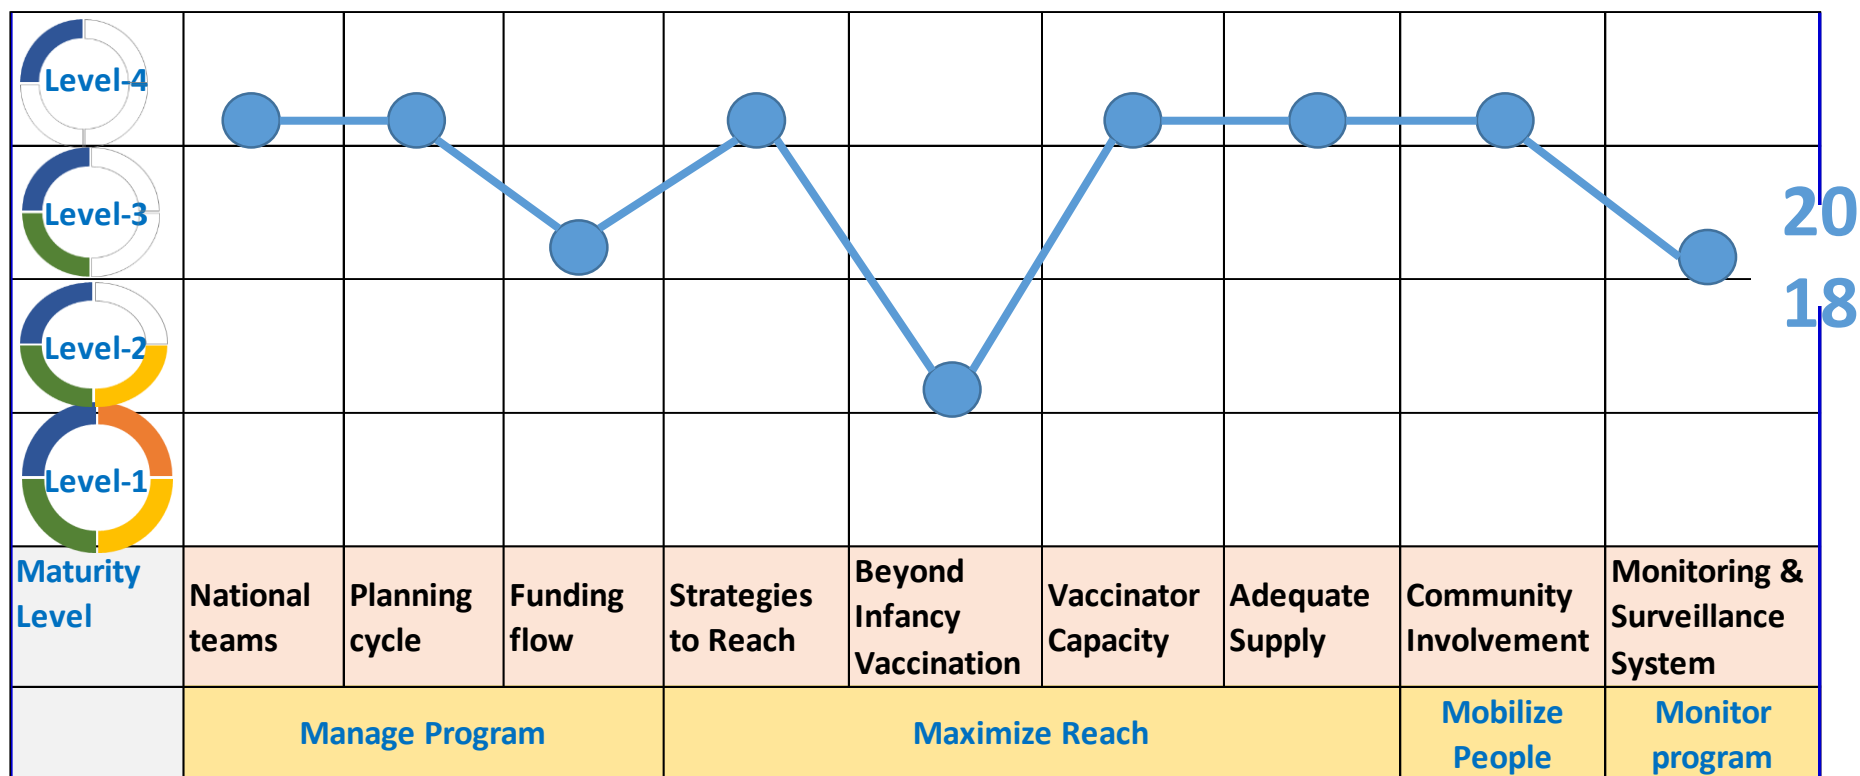 Level-4
Level-3
20
Level-2
18
Level-1
Maturity
Level
National
teams
Planning
cycle
Funding
flow
Strategies
to Reach
Beyond
Infancy
Vaccination
Vaccinator
Capacity
Adequate
Supply
Community
Involvement
Monitoring &
Surveillance
System
Manage Program
Maximize Reach
Mobilize
People
Monitor
program